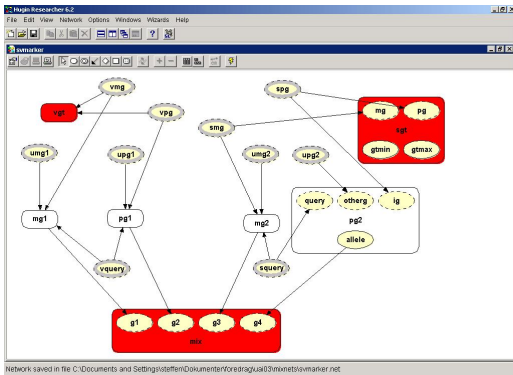 Hugin Researcher 6.2
File Edit View Network Options Windows Wizards Help
svmarker
vmg
spg
vgt
vpg
mg
pg
smg
sgt
umg1
upg1
umg2
upg2
gtmin
gtmax
query
otherg
ig
mg1
pg1
mg2
pg2
allele
vquery
squery
g1
g2
g3
g4
mix
Network saved in file C:\Documents and Settings\steffen\Dokumenter\foredrag\uai03\mixnets\svmarker.net